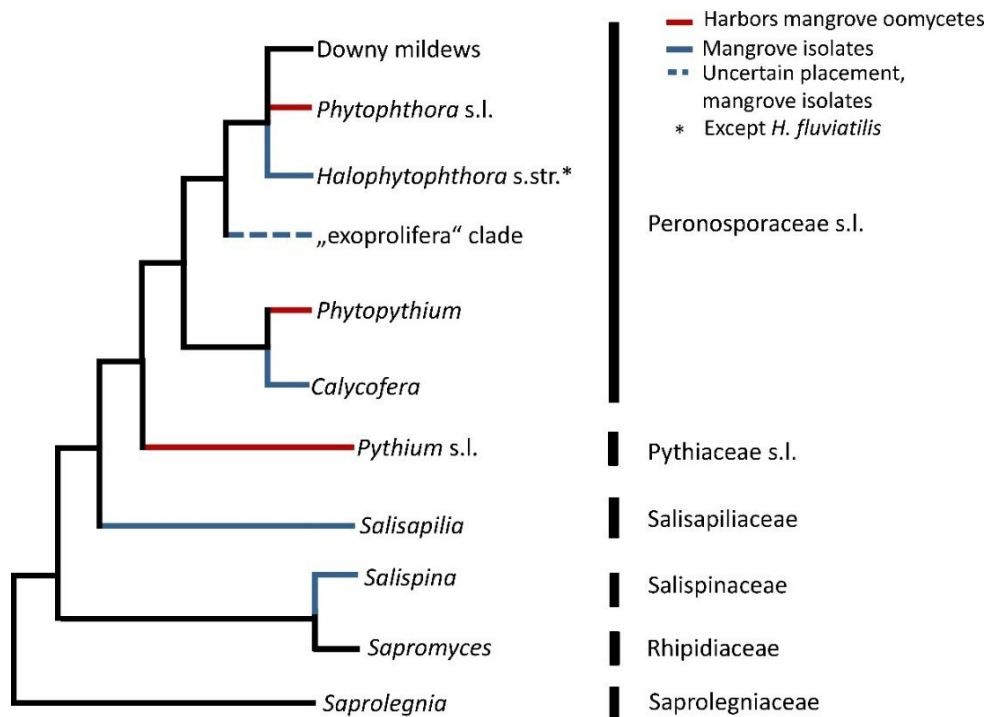 Downy mildews
Phytophthora s.l.
Halophytophthora s.str.*
„exoprolifera“ clade
Phytopythium
Calycofera
Pythium s.l.
Salisapilia
Salispina
Sapromyces
Saprolegnia
Peronosporaceae s.l.
Pythiaceae s.l.
Salisapiliaceae
Salispinaceae
Rhipidiaceae
Saprolegniaceae
Harbors mangrove oomycetes
Mangrove isolates
Uncertain placement,
mangrove isolates
* Except H. fluviatilis